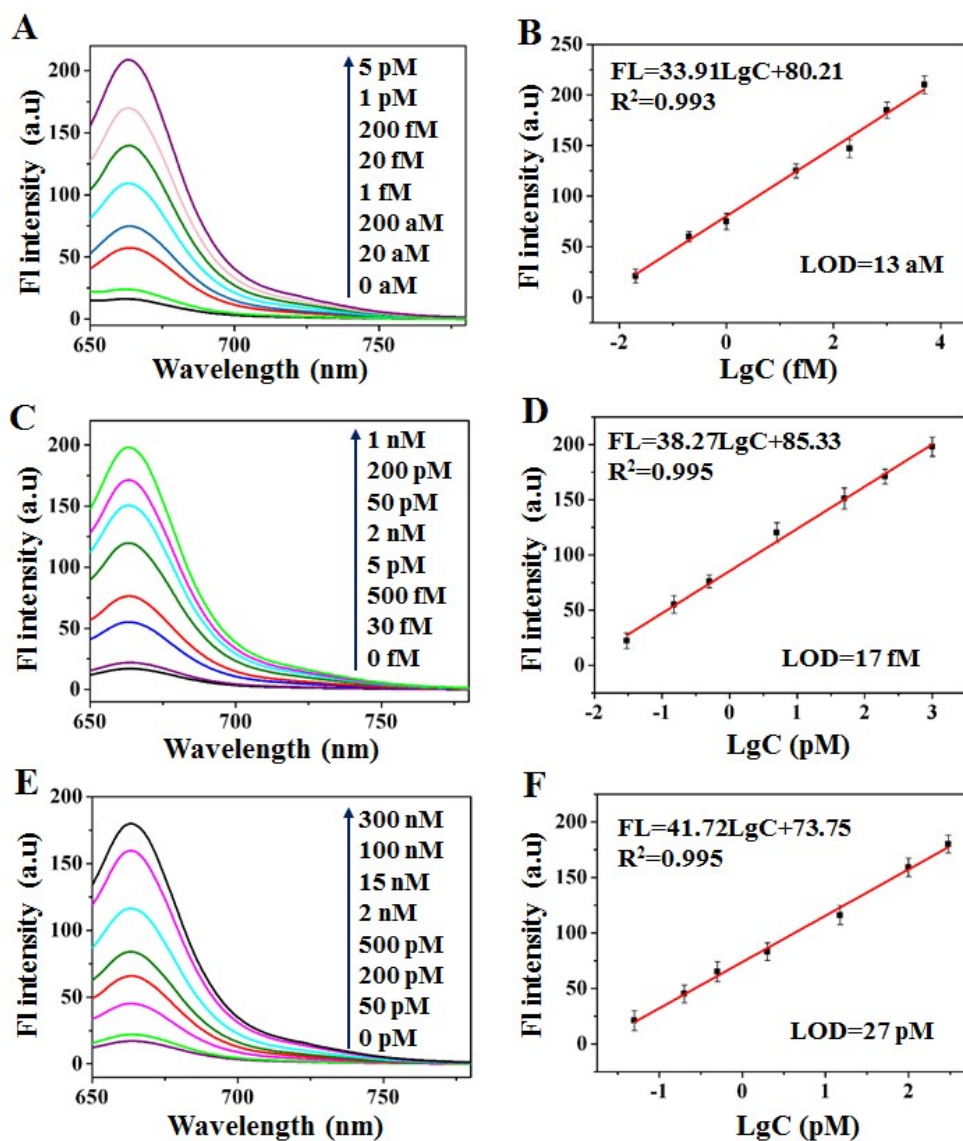 A
Fl intensity (a.u)
200
150
100
50
0
5 pM
1 pM
200 fM
20 fM
1 fM
200 aM
20 aM
0 aM
650
700
750
Wavelength (nm)
B
Fl intensity (a.u)
250
200
150
100
50
0
FL=33.91LgC+80.21
R²=0.993
LOD=13 aM
-2
0
2
4
LgC (fM)
C
Fl intensity (a.u)
200
150
100
50
0
1 nM
200 pM
50 pM
2 nM
5 pM
500 fM
30 fM
0 fM
650
700
750
Wavelength (nm)
D
Fl intensity (a.u)
200
150
100
50
0
FL=38.27LgC+85.33
R²=0.995
LOD=17 fM
-2
-1
0
1
2
3
LgC (pM)
E
Fl intensity (a.u)
200
150
100
50
0
300 nM
100 nM
15 nM
2 nM
500 pM
200 pM
50 pM
0 pM
650
700
750
Wavelength (nm)
F
Fl intensity (a.u)
200
150
100
50
0
FL=41.72LgC+73.75
R²=0.995
LOD=27 pM
-1
0
1
2
LgC (pM)